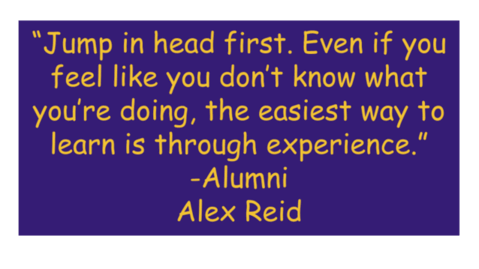 “Jump in head first. Even if you
feel like you don’t know what
you’re doing, the easiest way to
learn is through experience.”
-Alumni
Alex Reid